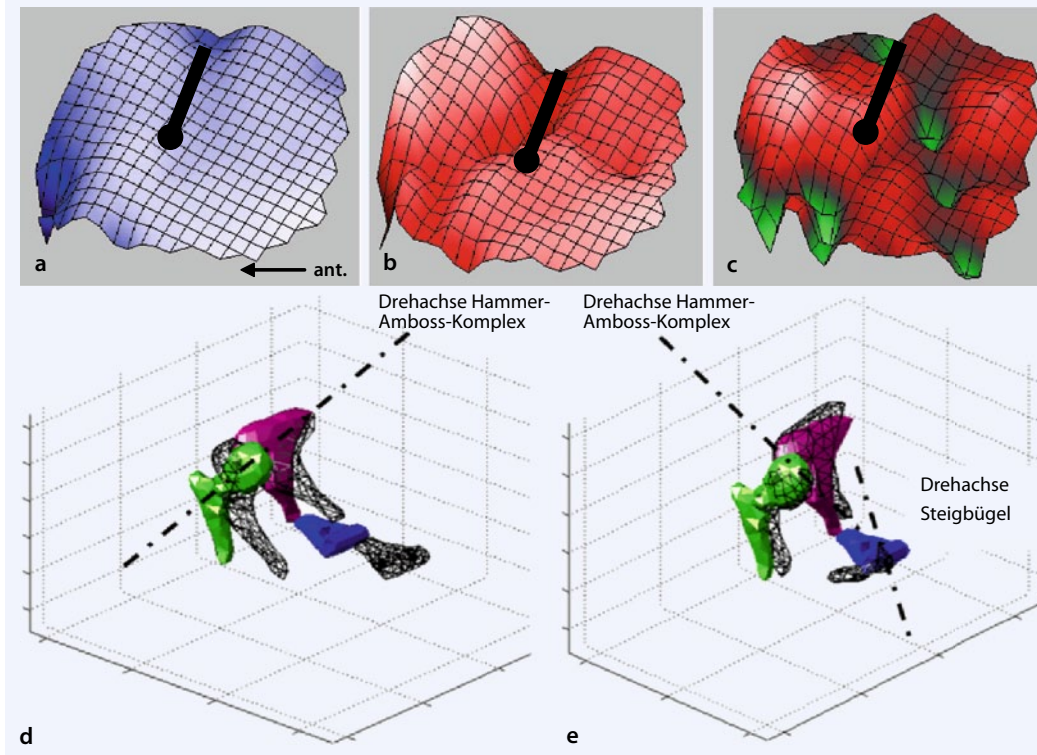 a
ant.
b
c
Drehachse Hammer-
Amboss-Komplex
Drehachse Hammer-
Amboss-Komplex
Drehachse
Steigbügel
d
e